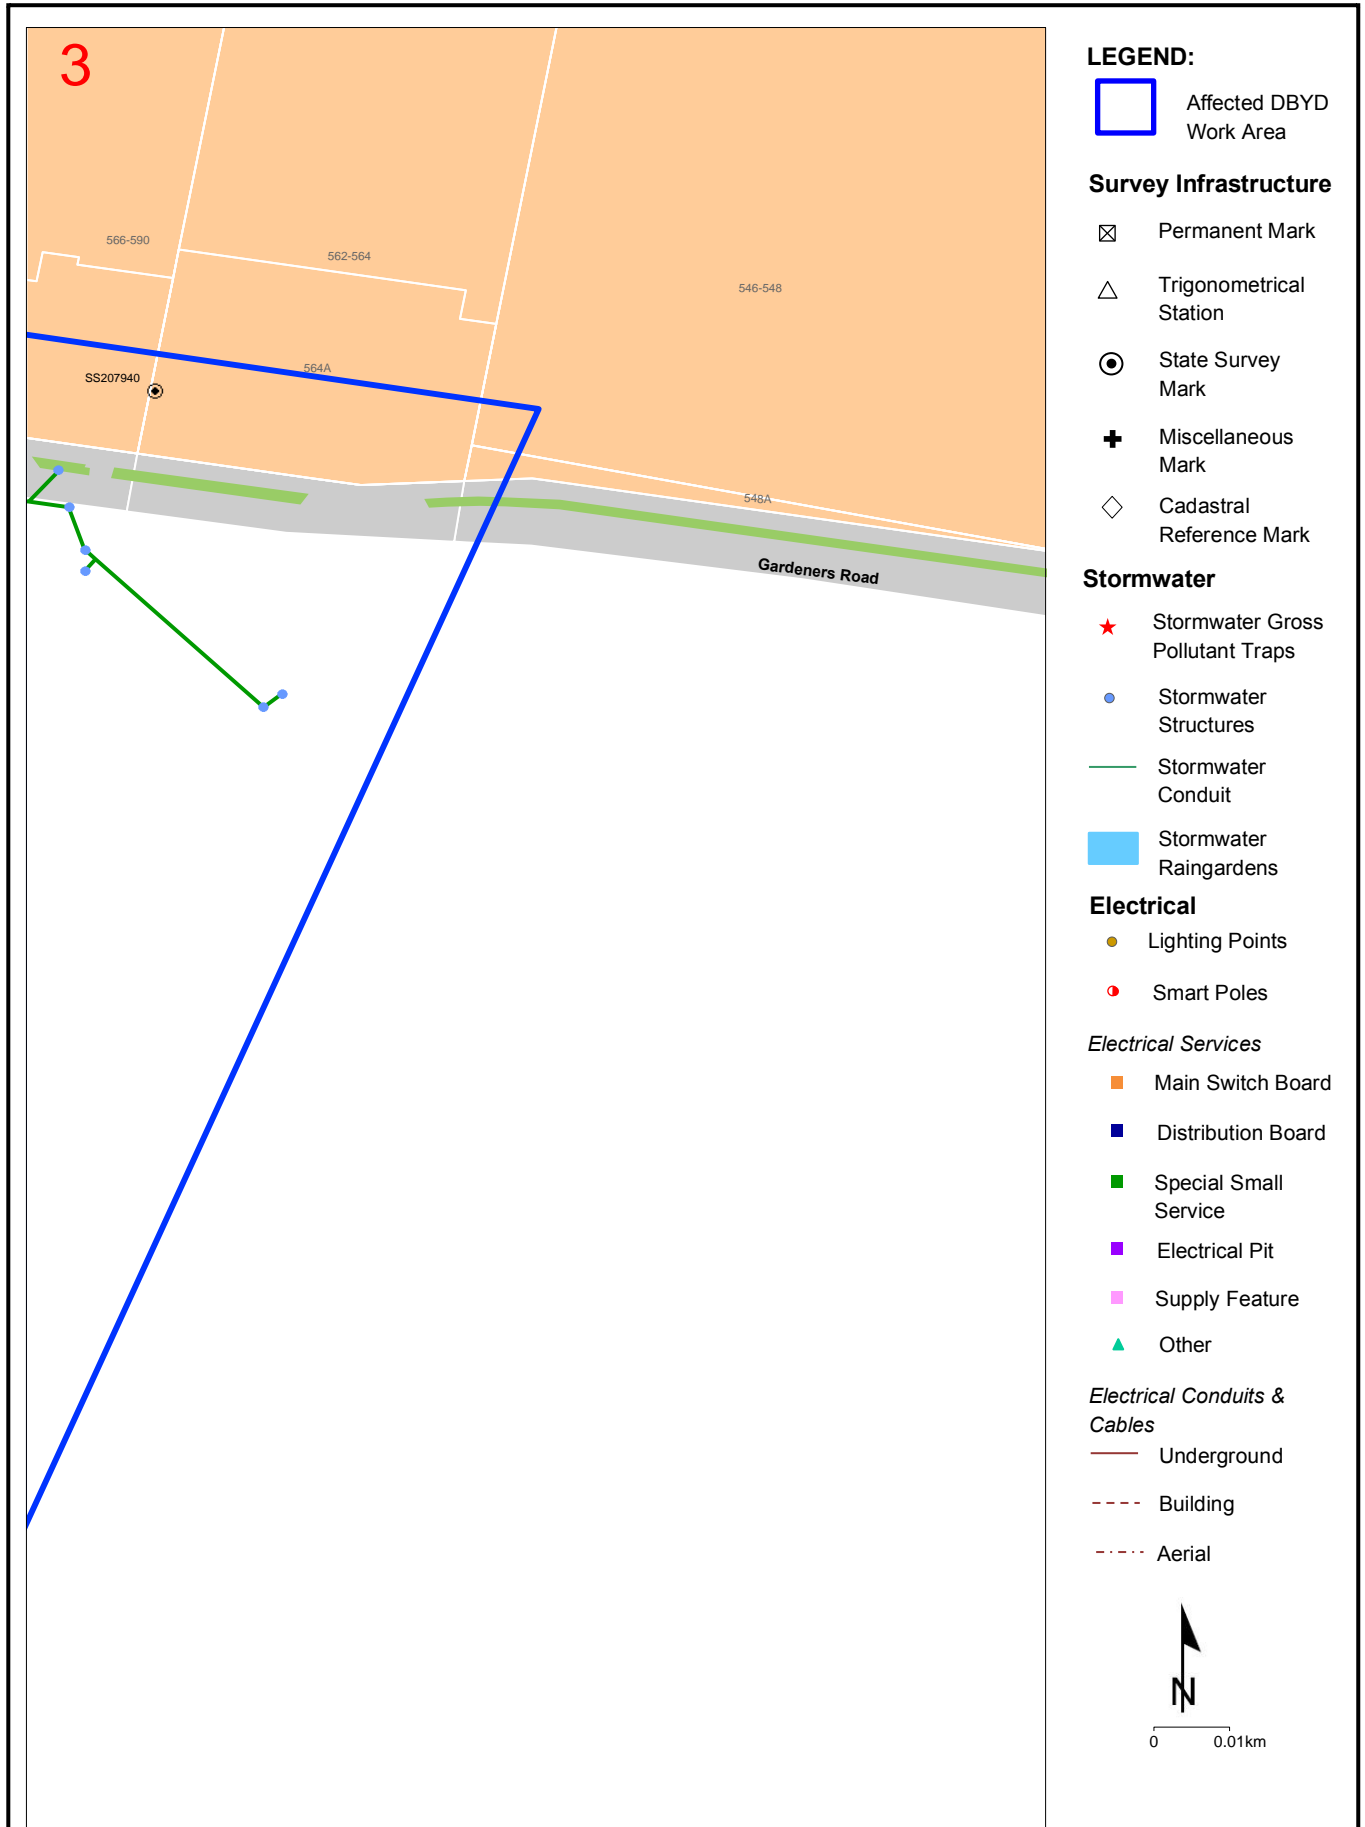 3
566-590
562-564
546-548
564A
SS207940
548A
Gardeners Road
LEGEND:
Affected DBYD
Work Area
Survey Infrastructure
Permanent Mark
Trigonometrical
Station
State Survey
Mark
Miscellaneous
Mark
Cadastral
Reference Mark
Stormwater
Stormwater Gross
Pollutant Traps
Stormwater
Structures
Stormwater
Conduit
Stormwater
Raingardens
Electrical
Lighting Points
Smart Poles
Electrical Services
Main Switch Board
Distribution Board
Special Small
Service
Electrical Pit
Supply Feature
Other
Electrical Conduits &
Cables
Underground
Building
Aerial
N
0 0.01km